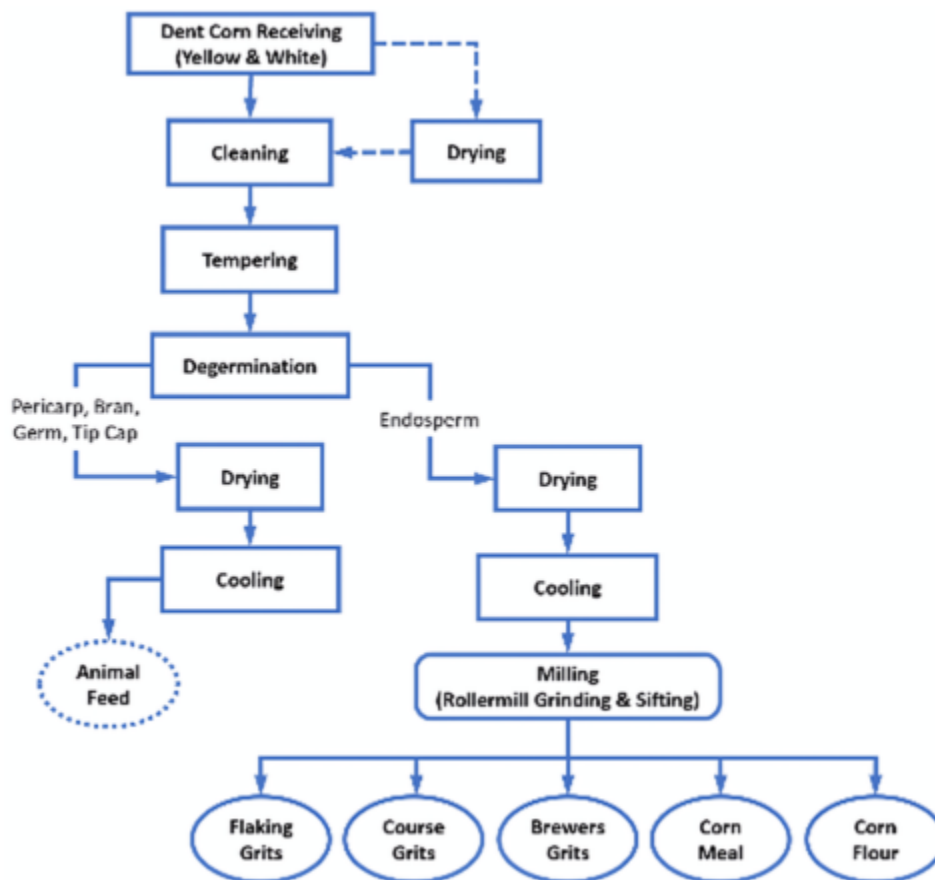 Dent Corn Receiving
(Yellow & White)
Cleaning
Drying
Tempering
Degermination
Pericarp, Bran,
Germ, Tip Cap
Endosperm
Drying
Drying
Cooling
Cooling
Animal
Feed
Milling
(Rollermill Grinding & Sifting)
Flaking
Grits
Course
Grits
Brewers
Grits
Corn
Meal
Corn
Flour